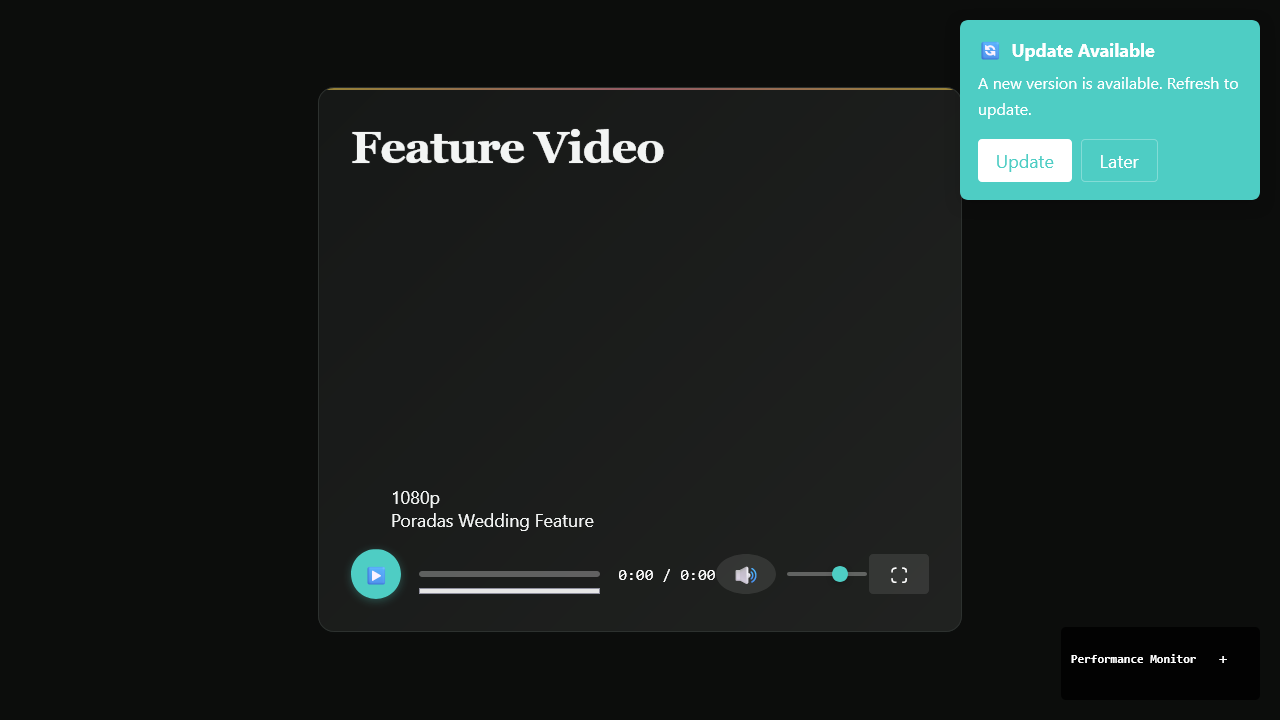 Update Available
A new version is available. Refresh to
update.
Update Later
Feature Video
1080p
Poradas Wedding Feature
0:00 / 0:00
Performance Monitor +